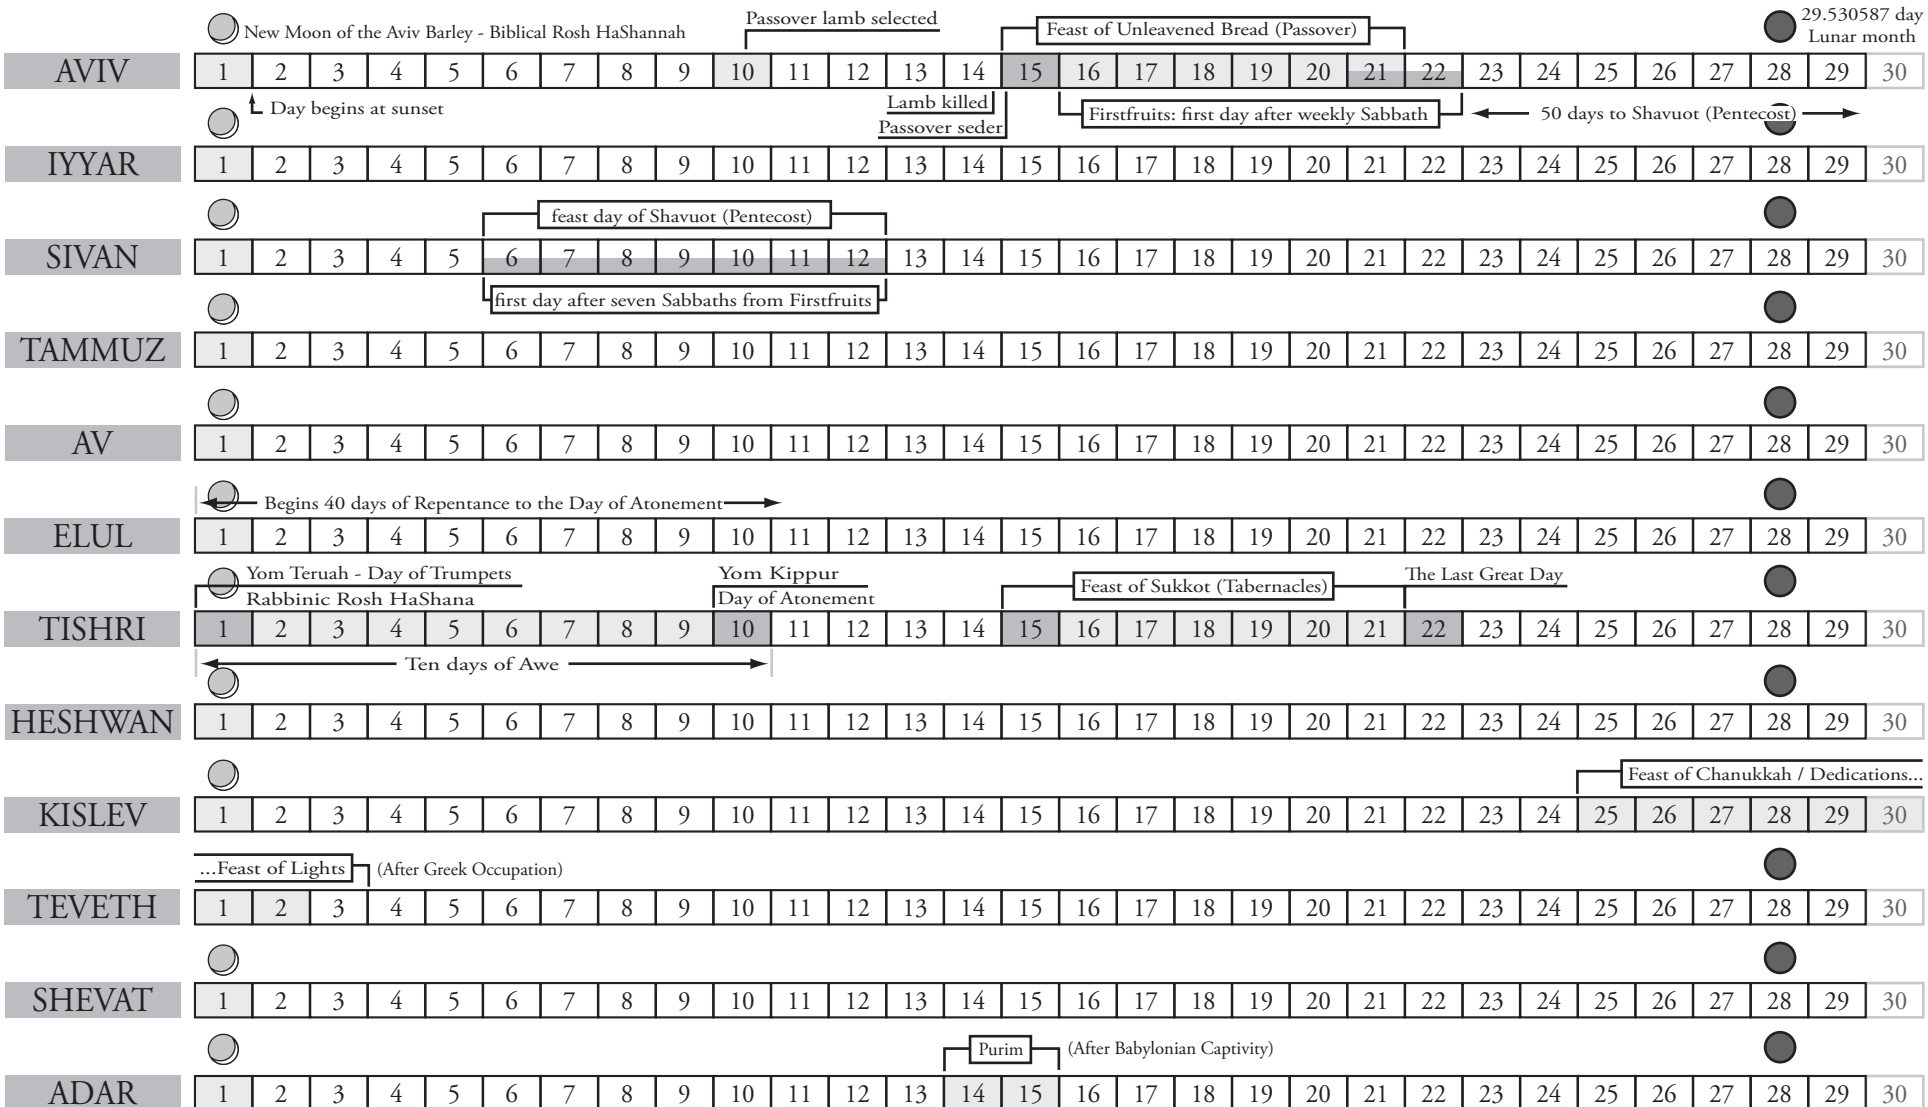 New Moon of the Aviv Barley - Biblical Rosh HaShannah
Passover lamb selected
Feast of Unleavened Bread (Passover)
29.530587 day
Lunar month
AVIV 1 2 3 4 5 6 7 8 9 10 11 12 13 14 15 16 17 18 19 20 21 22 23 24 25 26 27 28 29 30
Day begins at sunset
Lamb killed
Passover seder
Firstfruits: first day after weekly Sabbath
50 days to Shavuot (Pentecost)
IYYAR 1 2 3 4 5 6 7 8 9 10 11 12 13 14 15 16 17 18 19 20 21 22 23 24 25 26 27 28 29 30
feast day of Shavuot (Pentecost)
SIVAN 1 2 3 4 5 6 7 8 9 10 11 12 13 14 15 16 17 18 19 20 21 22 23 24 25 26 27 28 29 30
first day after seven Sabbaths from Firstfruits
TAMMUZ 1 2 3 4 5 6 7 8 9 10 11 12 13 14 15 16 17 18 19 20 21 22 23 24 25 26 27 28 29 30
AV 1 2 3 4 5 6 7 8 9 10 11 12 13 14 15 16 17 18 19 20 21 22 23 24 25 26 27 28 29 30
Begins 40 days of Repentance to the Day of Atonement
ELUL 1 2 3 4 5 6 7 8 9 10 11 12 13 14 15 16 17 18 19 20 21 22 23 24 25 26 27 28 29 30
Yom Teruah - Day of Trumpets
Rabbinic Rosh HaShana
Yom Kippur
Day of Atonement
Feast of Sukkot (Tabernacles)
The Last Great Day
TISHRI 1 2 3 4 5 6 7 8 9 10 11 12 13 14 15 16 17 18 19 20 21 22 23 24 25 26 27 28 29 30
Ten days of Awe
HESHWAN 1 2 3 4 5 6 7 8 9 10 11 12 13 14 15 16 17 18 19 20 21 22 23 24 25 26 27 28 29 30
Feast of Chanukkah / Dedications...
KISLEV 1 2 3 4 5 6 7 8 9 10 11 12 13 14 15 16 17 18 19 20 21 22 23 24 25 26 27 28 29 30
...Feast of Lights
(After Greek Occupation)
TEVETH 1 2 3 4 5 6 7 8 9 10 11 12 13 14 15 16 17 18 19 20 21 22 23 24 25 26 27 28 29 30
SHEVAT 1 2 3 4 5 6 7 8 9 10 11 12 13 14 15 16 17 18 19 20 21 22 23 24 25 26 27 28 29 30
Purim
(After Babylonian Captivity)
ADAR 1 2 3 4 5 6 7 8 9 10 11 12 13 14 15 16 17 18 19 20 21 22 23 24 25 26 27 28 29 30